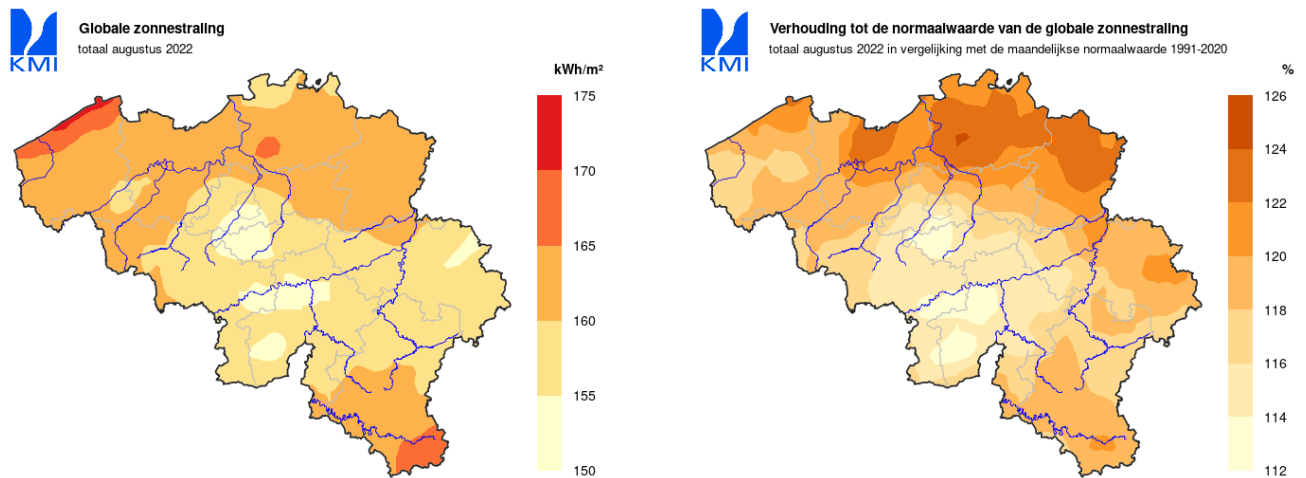 KMI
Globale zonnestraling
totaal augustus 2022
kWh/m²
175
170
165
160
155
150
KMI
Verhouding tot de normaalwaarde van de globale zonnestraling
totaal augustus 2022 in vergelijking met de maandelijkse normaalwaarde 1991-2020
%
126
124
122
120
118
116
114
112